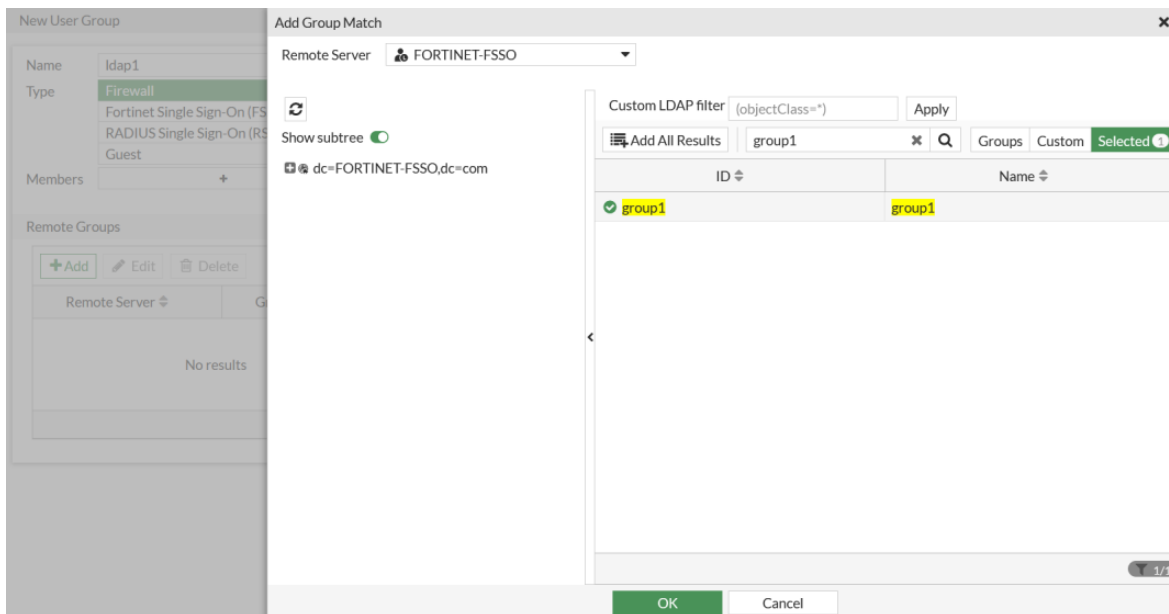 New User Group
Add Group Match
Remote Server FORTINET-FSSO
Name ldap1
Type Firewall
Fortinet Single Sign-On (FS
RADIUS Single Sign-On (RS
Guest
Members
Remote Groups
Add Edit Delete
Remote Server G
No results
Show subtree
dc=FORTINET-FSSO,dc=com
Custom LDAP filter (objectClass=*) Apply
Add All Results group1 Groups Custom Selected 1
ID Name
group1 group1
1/1
OK Cancel